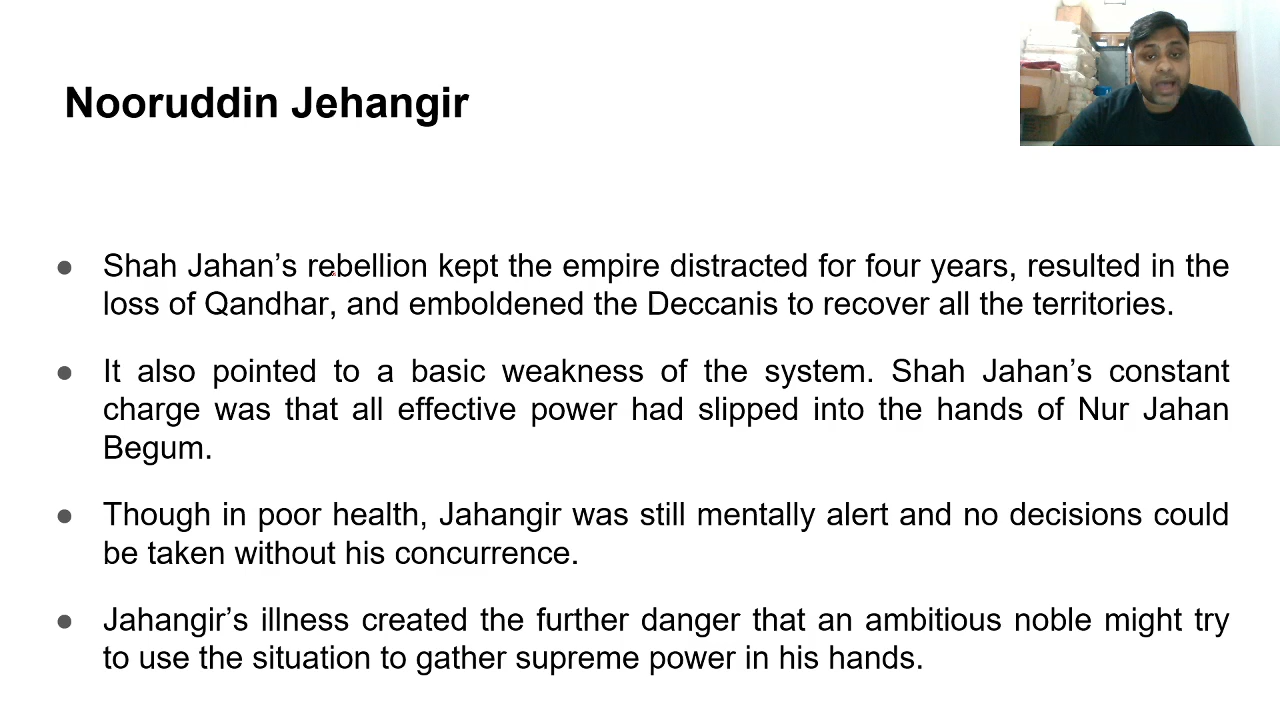 Nooruddin Jehangir
● Shah Jahan’s rebellion kept the empire distracted for four years, resulted in the
loss of Qandhar, and emboldened the Deccanis to recover all the territories.
● It also pointed to a basic weakness of the system. Shah Jahan’s constant
charge was that all effective power had slipped into the hands of Nur Jahan
Begum.
● Though in poor health, Jahangir was still mentally alert and no decisions could
be taken without his concurrence.
● Jahangir’s illness created the further danger that an ambitious noble might try
to use the situation to gather supreme power in his hands.